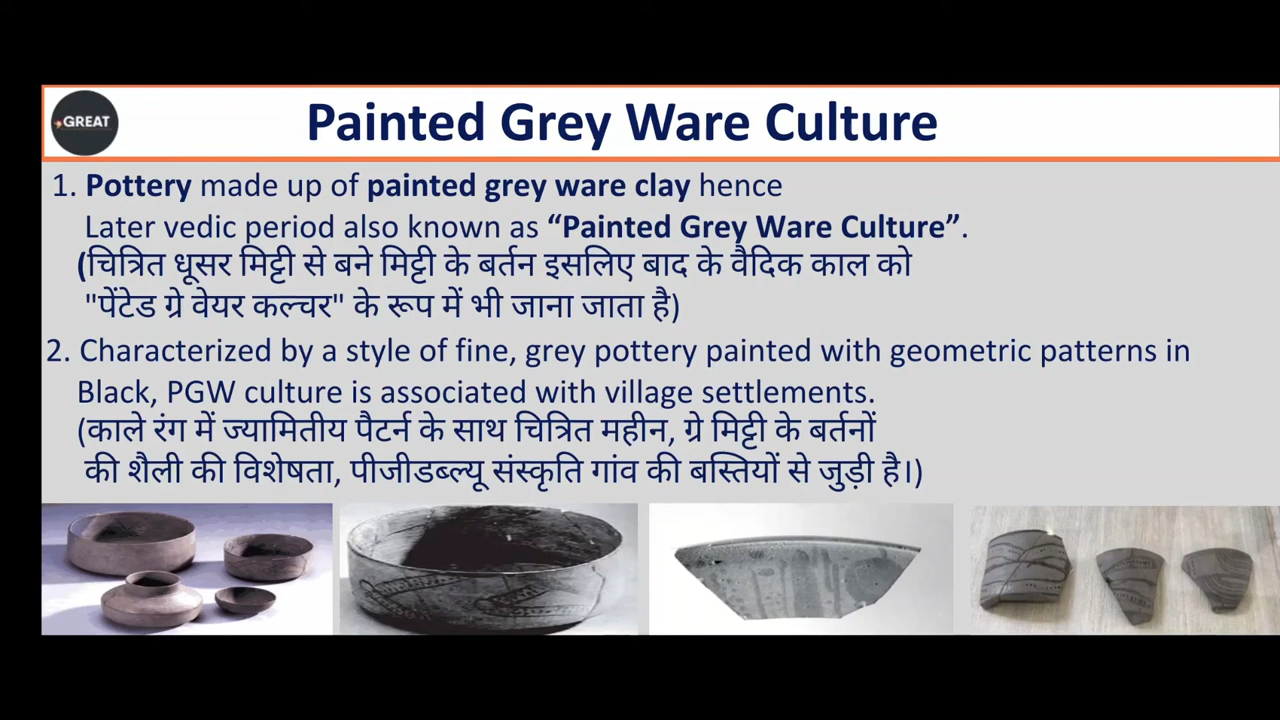 GREAT
Painted Grey Ware Culture
1. Pottery made up of painted grey ware clay hence
Later vedic period also known as “Painted Grey Ware Culture”.
(चित्रित धूसर मिट्टी से बने मिट्टी के बर्तन इसलिए बाद के वैदिक काल को
"पेंटेड ग्रे वेयर कल्चर" के रूप में भी जाना जाता है)
2. Characterized by a style of fine, grey pottery painted with geometric patterns in
Black, PGW culture is associated with village settlements.
(काले रंग में ज्यामितीय पैटर्न के साथ चित्रित महीन, ग्रे मिट्टी के बर्तनों
की शैली की विशेषता, पीजीडब्ल्यू संस्कृति गांव की बस्तियों से जुड़ी है।)